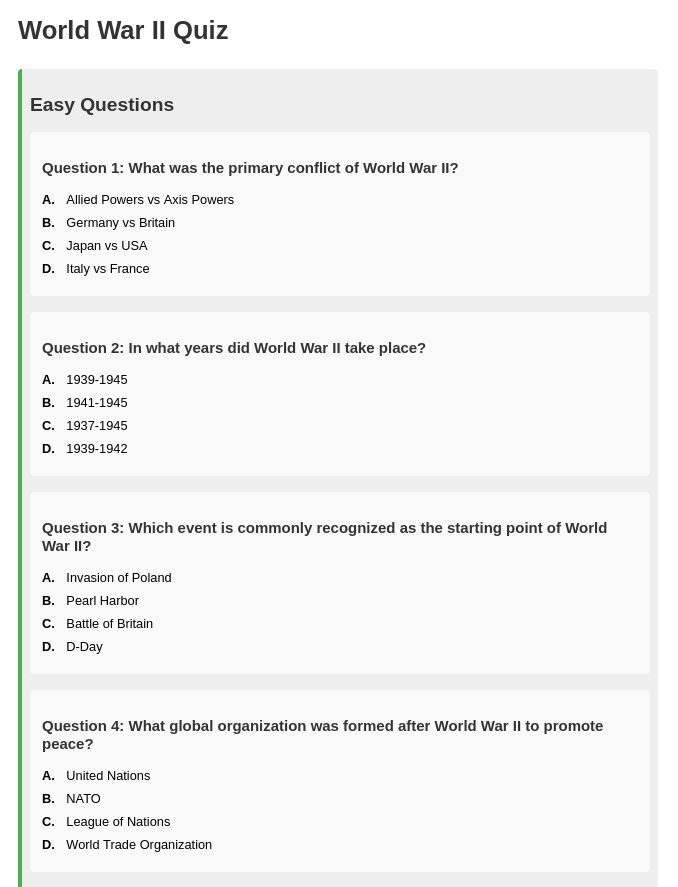 World War II Quiz
Easy Questions
Question 1: What was the primary conflict of World War II?
A. Allied Powers vs Axis Powers
B. Germany vs Britain
C. Japan vs USA
D. Italy vs France
Question 2: In what years did World War II take place?
A. 1939-1945
B. 1941-1945
C. 1937-1945
D. 1939-1942
Question 3: Which event is commonly recognized as the starting point of World
War II?
A. Invasion of Poland
B. Pearl Harbor
C. Battle of Britain
D. D-Day
Question 4: What global organization was formed after World War II to promote
peace?
A. United Nations
B. NATO
C. League of Nations
D. World Trade Organization